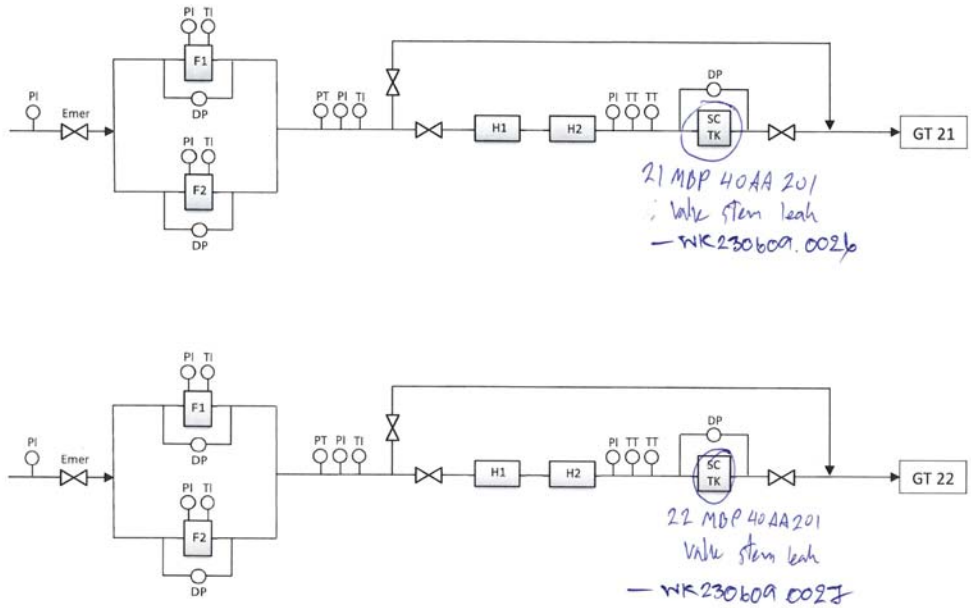 PI TI
F1
DP
PI
Emer
PI TI
F2
DP
PT PI TI
H1
H2
PI TT TT
DP
SC
TK
GT 21
21 MBP 40AA 201
: Valve stem leak
— WK230609.0026
PI TI
F1
DP
PI
Emer
PI TI
F2
DP
PT PI TI
H1
H2
PI TT TT
DP
SC
TK
GT 22
22 MBP 40AA201
Valve stem leak
— WK230609.0027